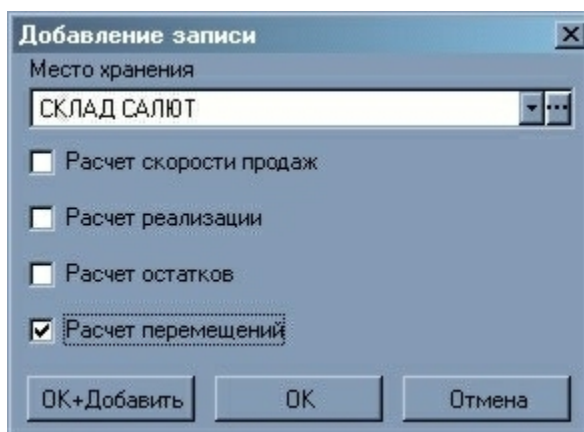 Добавление записи
Место хранения
СКЛАД САЛЮТ
Расчет скорости продаж
Расчет реализации
Расчет остатков
Расчет перемещений
ОК+Добавить ОК Отмена